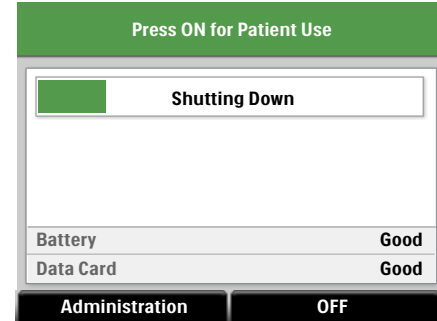 Press ON for Patient Use
Shutting Down
Battery Good
Data Card Good
Administration OFF